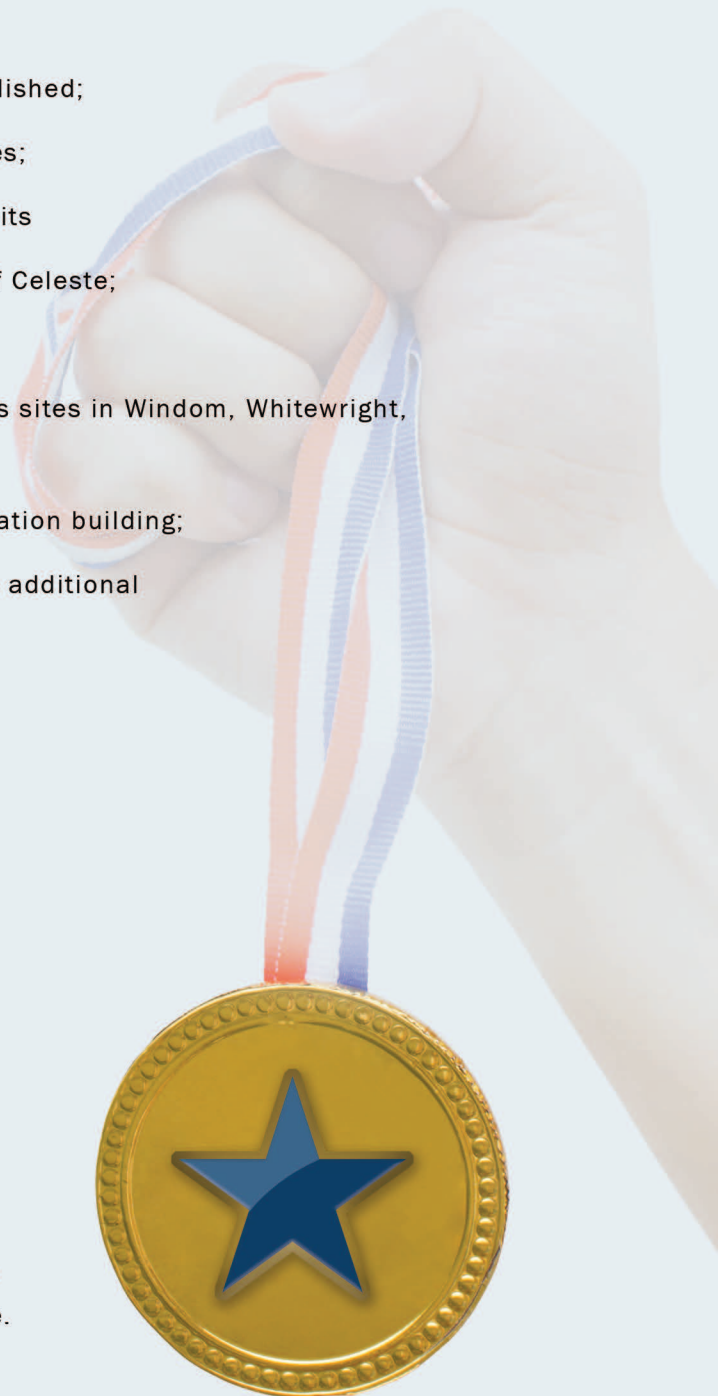 lished;
es;
its
f Celeste;
s sites in Windom, Whitewright,
ation building;
additional
e.